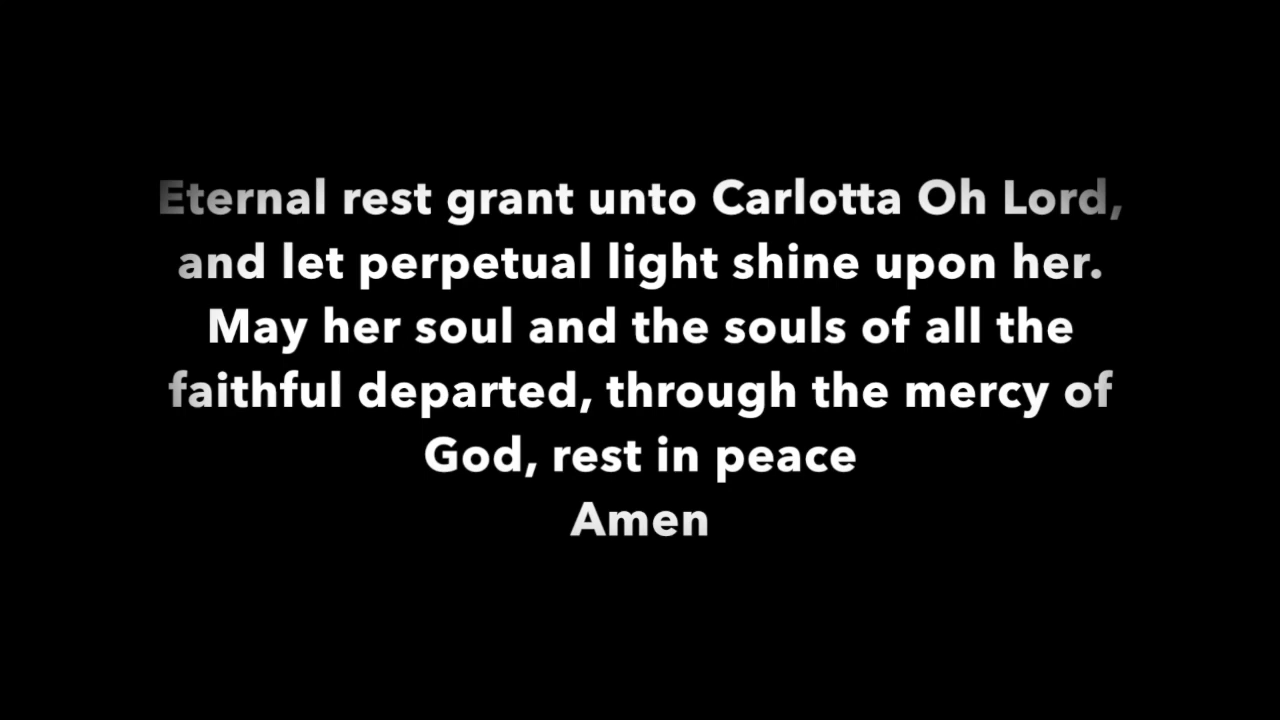 Eternal rest grant unto Carlotta Oh Lord,
and let perpetual light shine upon her.
May her soul and the souls of all the
faithful departed, through the mercy of
God, rest in peace
Amen